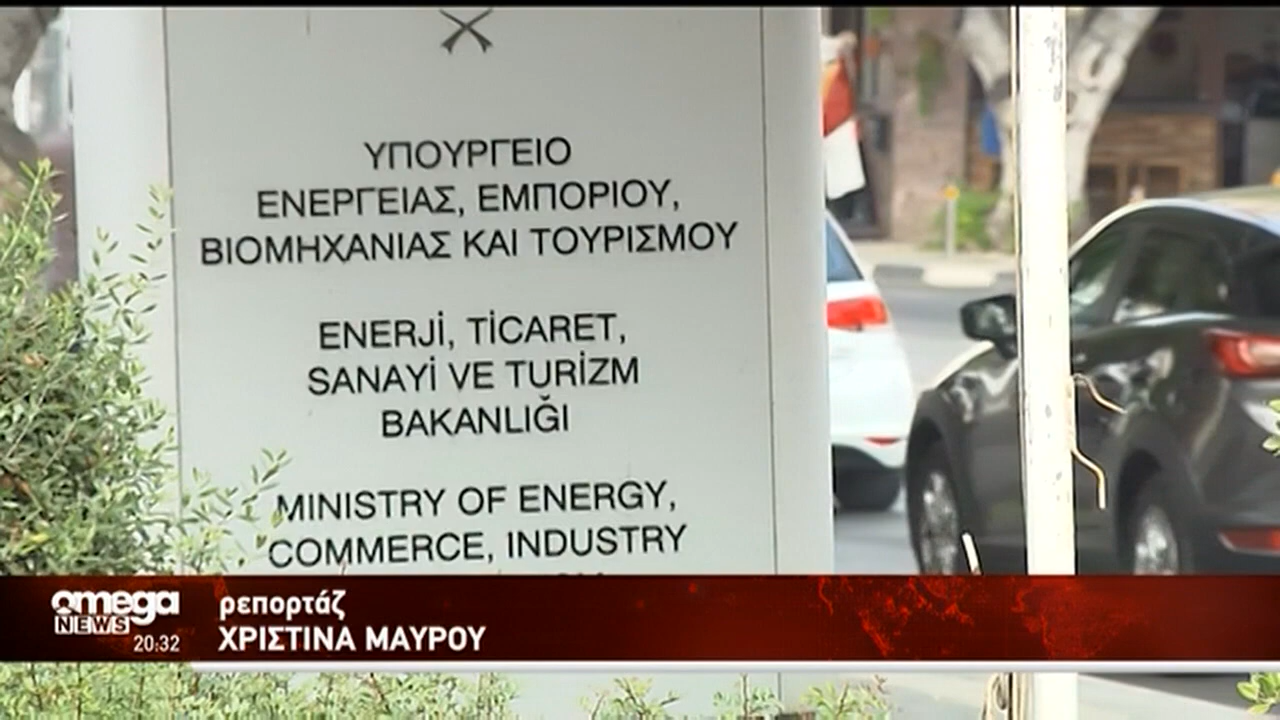 ΥΠΟΥΡΓΕΙΟ
ΕΝΕΡΓΕΙΑΣ, ΕΜΠΟΡΙΟΥ,
ΒΙΟΜΗΧΑΝΙΑΣ ΚΑΙ ΤΟΥΡΙΣΜΟΥ
ENERJİ, TİCARET,
SANAYİ VE TURİZM
BAKANLIĞI
MINISTRY OF ENERGY,
COMMERCE, INDUSTRY
omega
NEWS
20:32
ρεπορτάζ
ΧΡΙΣΤΙΝΑ ΜΑΥΡΟΥ